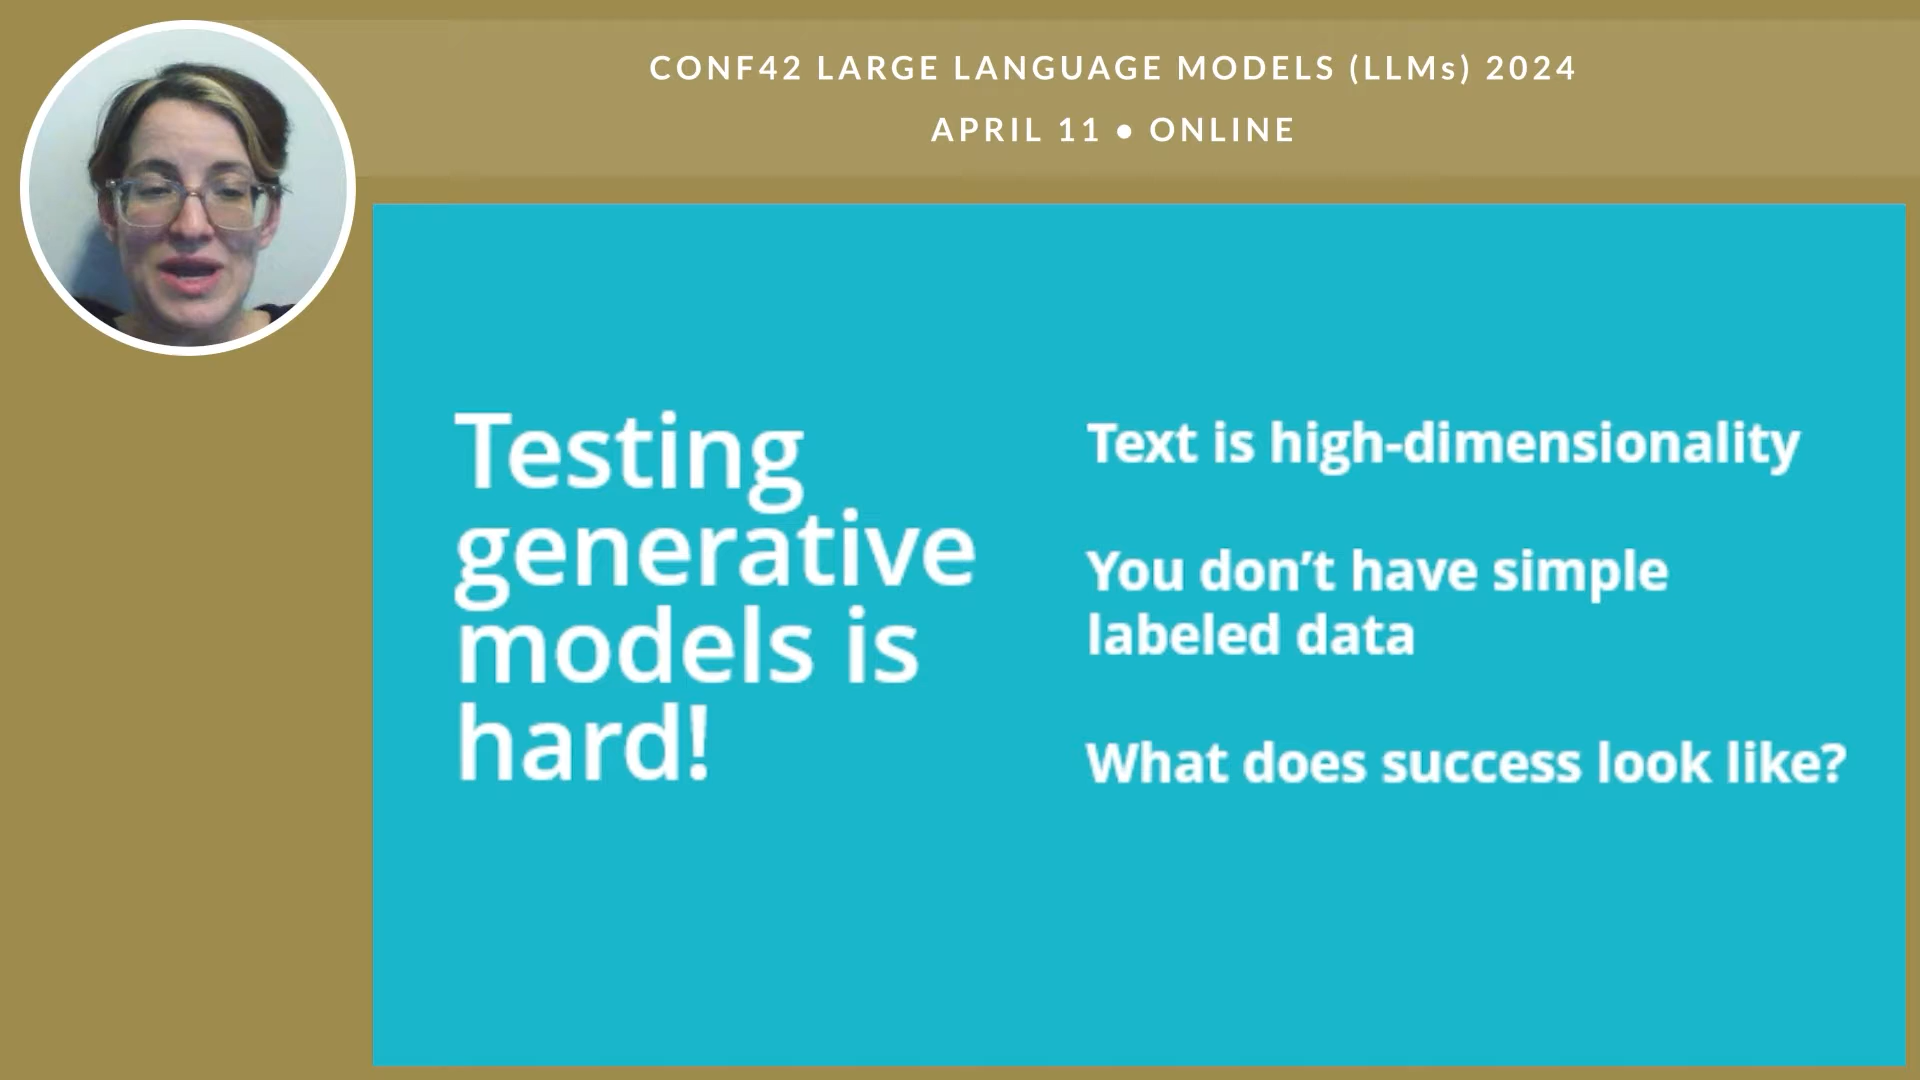 CONF42 LARGE LANGUAGE MODELS (LLMs) 2024
APRIL 11 ● ONLINE
Testing
generative
models is
hard!
Text is high-dimensionality
You don’t have simple
labeled data
What does success look like?